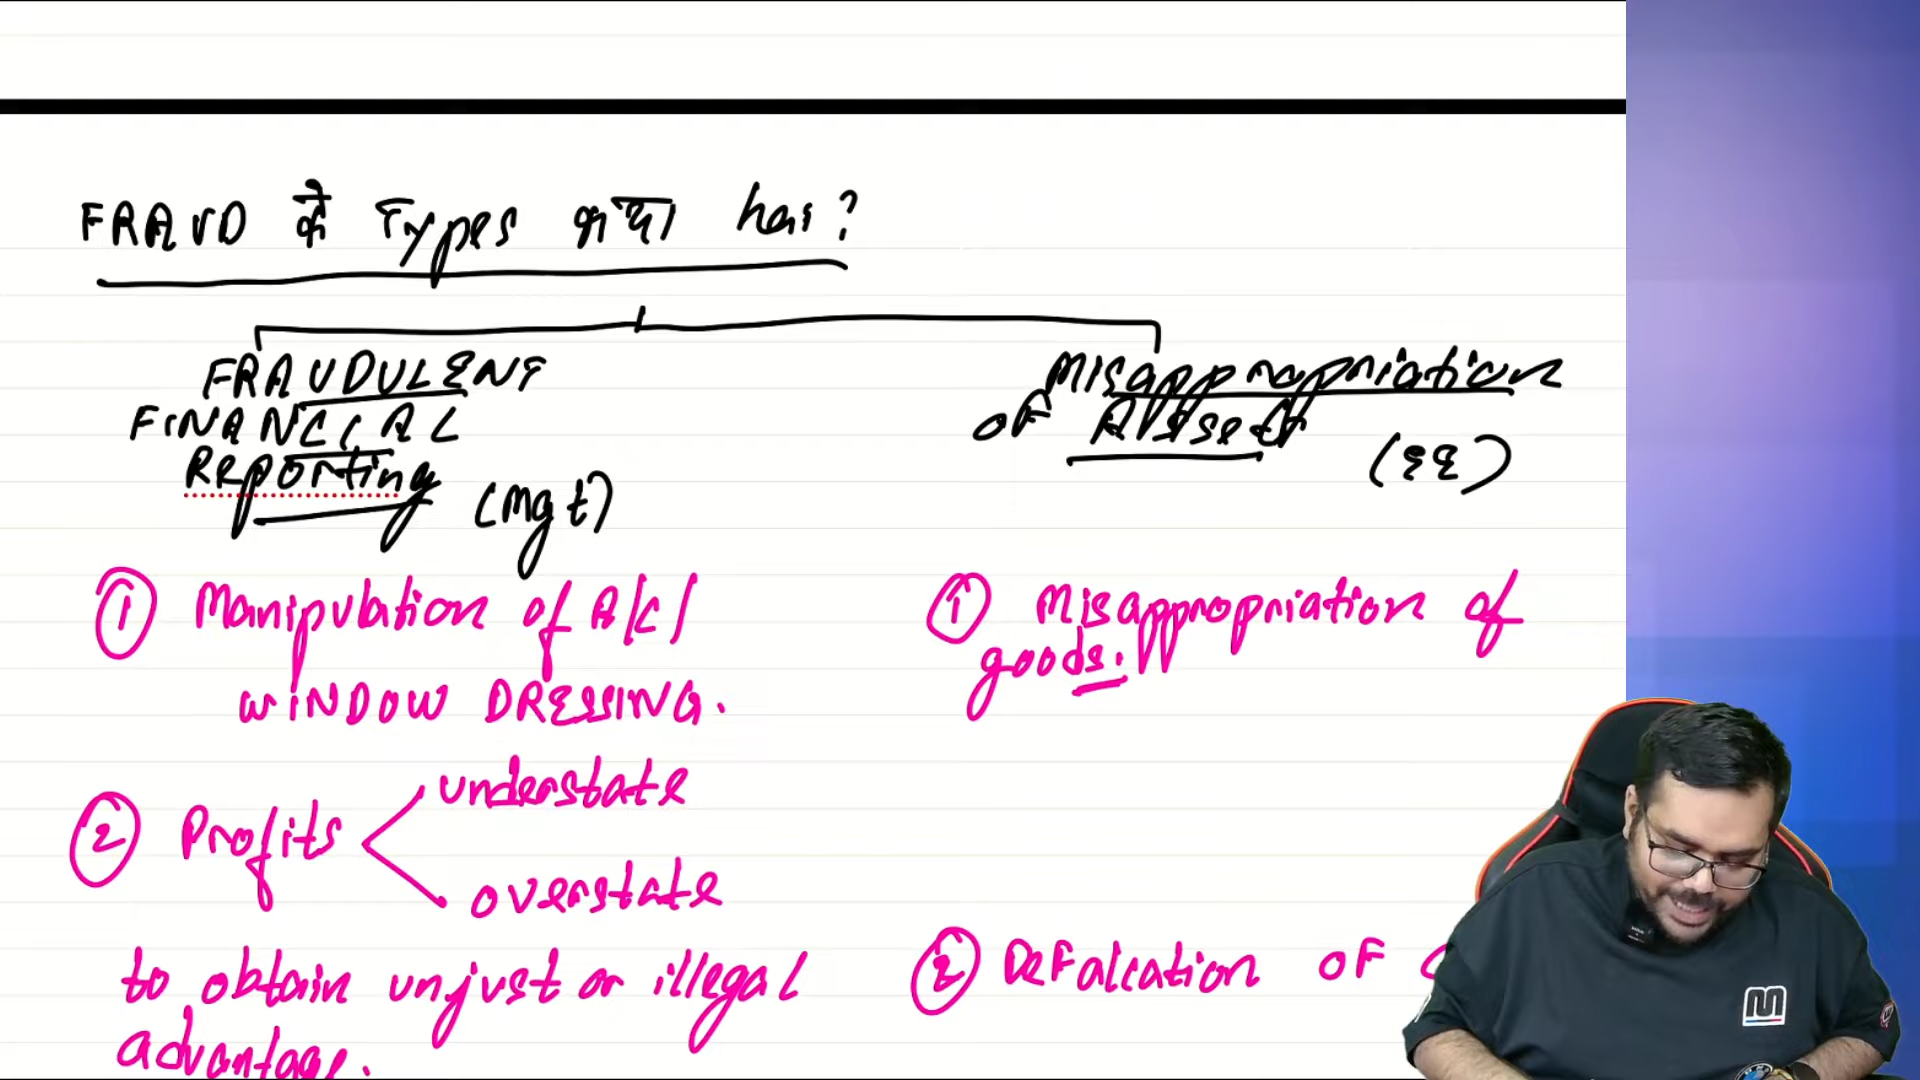 FRAUD के Types क्या hai?
FRAUDULENT
FINANCIAL
Reporting (Mgt)
Misappropriation
OF Assets (EE)
① Manipulation of A/c/
WINDOW DRESSING.
② Profits
understate
overstate
to obtain unjust or illegal
advantage.
① Misappropriation of
goods.
② Defalcation OF